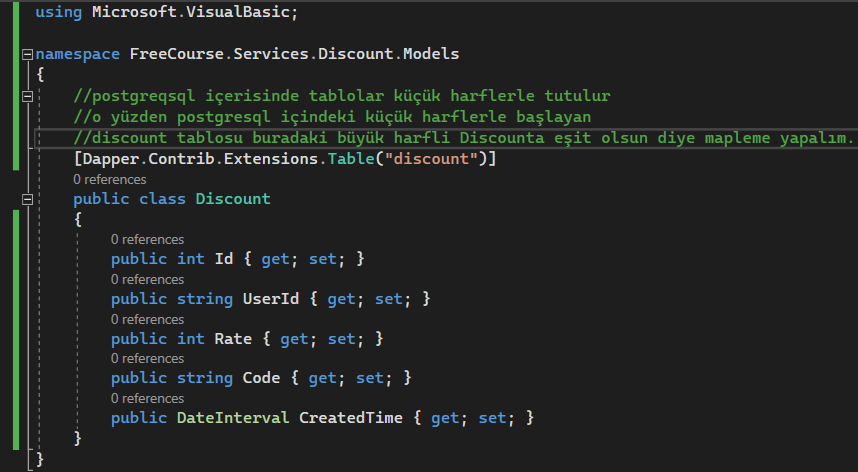 using Microsoft.VisualBasic;
namespace FreeCourse.Services.Discount.Models
{
//postgreqsql içerisinde tablolar küçük harflerle tutulur
//o yüzden postgresql içindeki küçük harflerle başlayan
//discount tablosu buradaki büyük harfli Discounta eşit olsun diye mapleme yapalım.
[Dapper.Contrib.Extensions.Table("discount")]
0 references
public class Discount
{
0 references
public int Id { get; set; }
0 references
public string UserId { get; set; }
0 references
public int Rate { get; set; }
0 references
public string Code { get; set; }
0 references
public DateInterval CreatedTime { get; set; }
}
}